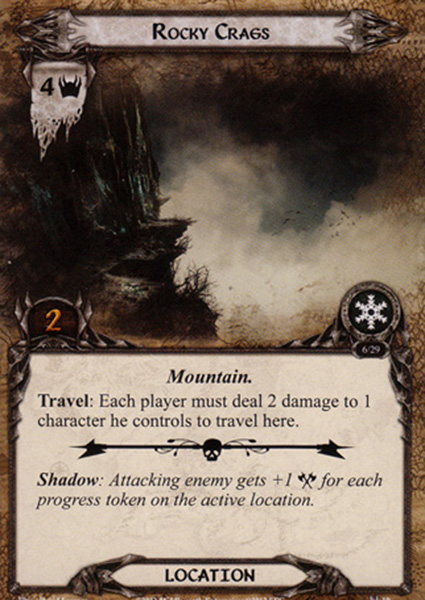 Rocky Crags
4
2
6/29
Mountain.
Travel: Each player must deal 2 damage to 1
character he controls to travel here.
Shadow: Attacking enemy gets +1 for each
progress token on the active location.
LOCATION